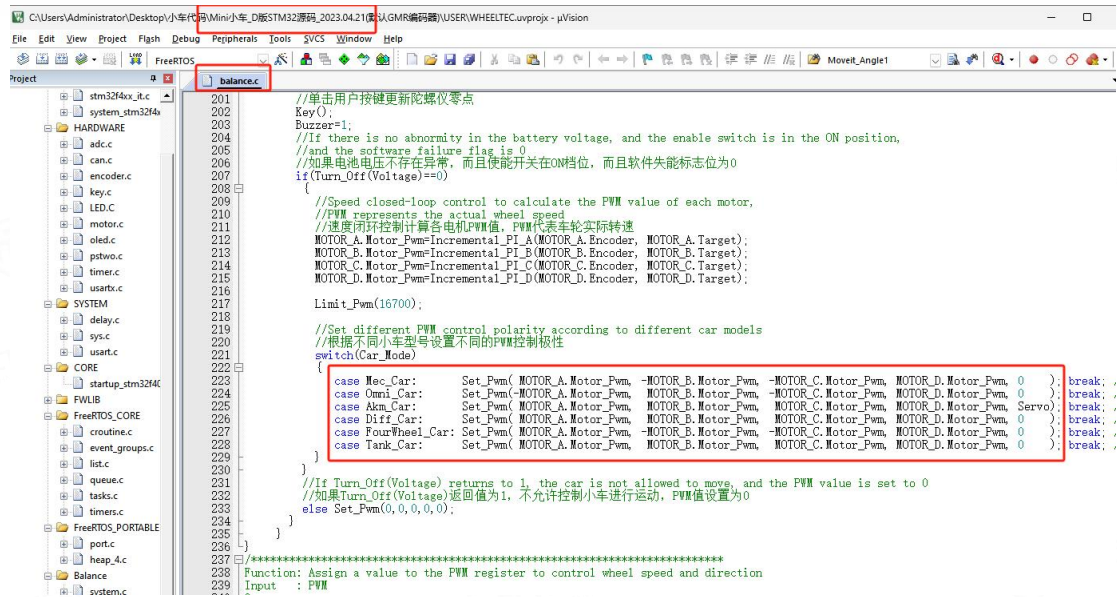 C:\Users\Administrator\Desktop\小车代码\Mini小车_D版STM32源码_2023.04.21(默认GMR编码器)\USER\WHEELTEC.uvprojx - µVision
File Edit View Project Flash Debug Peripherals Tools SVCS Window Help
FreeRTOS Moveit_Angle1
Project
balance.c
stm32f4xx_it.c
system_stm32f4x
HARDWARE
adc.c
can.c
encoder.c
key.c
LED.C
motor.c
oled.c
pstwo.c
timer.c
usartx.c
SYSTEM
delay.c
sys.c
usart.c
CORE
startup_stm32f40
FWLIB
FreeRTOS_CORE
croutine.c
event_groups.c
list.c
queue.c
tasks.c
timers.c
FreeRTOS_PORTABLE
port.c
heap_4.c
Balance
system.c
201 //单击用户按键更新陀螺仪零点
202 Key();
203 Buzzer=1;
204 //If there is no abnormity in the battery voltage, and the enable switch is in the ON position,
205 //and the software failure flag is 0
206 //如果电池电压不存在异常，而且使能开关在ON档位，而且软件失能标志位为0
207 if(Turn_Off(Voltage)==0)
208 {
209 //Speed closed-loop control to calculate the PWM value of each motor,
210 //PWM represents the actual wheel speed
211 //速度闭环控制计算各电机PWM值，PWM代表车轮实际转速
212 MOTOR_A.Motor_Pwm=Incremental_PI_A(MOTOR_A.Encoder, MOTOR_A.Target);
213 MOTOR_B.Motor_Pwm=Incremental_PI_B(MOTOR_B.Encoder, MOTOR_B.Target);
214 MOTOR_C.Motor_Pwm=Incremental_PI_C(MOTOR_C.Encoder, MOTOR_C.Target);
215 MOTOR_D.Motor_Pwm=Incremental_PI_D(MOTOR_D.Encoder, MOTOR_D.Target);
216
217 Limit_Pwm(16700);
218
219 //Set different PWM control polarity according to different car models
220 //根据不同小车型号设置不同的PWM控制极性
221 switch(Car_Mode)
222 {
223 case Mec_Car: Set_Pwm( MOTOR_A.Motor_Pwm, -MOTOR_B.Motor_Pwm, -MOTOR_C.Motor_Pwm, MOTOR_D.Motor_Pwm, 0 ); break; /
224 case Omni_Car: Set_Pwm(-MOTOR_A.Motor_Pwm, MOTOR_B.Motor_Pwm, -MOTOR_C.Motor_Pwm, MOTOR_D.Motor_Pwm, 0 ); break; /
225 case Akm_Car: Set_Pwm( MOTOR_A.Motor_Pwm, MOTOR_B.Motor_Pwm, MOTOR_C.Motor_Pwm, MOTOR_D.Motor_Pwm, Servo); break; /
226 case Diff_Car: Set_Pwm( MOTOR_A.Motor_Pwm, MOTOR_B.Motor_Pwm, MOTOR_C.Motor_Pwm, MOTOR_D.Motor_Pwm, 0 ); break; /
227 case FourWheel_Car: Set_Pwm( MOTOR_A.Motor_Pwm, -MOTOR_B.Motor_Pwm, -MOTOR_C.Motor_Pwm, MOTOR_D.Motor_Pwm, 0 ); break; /
228 case Tank_Car: Set_Pwm( MOTOR_A.Motor_Pwm, MOTOR_B.Motor_Pwm, MOTOR_C.Motor_Pwm, MOTOR_D.Motor_Pwm, 0 ); break; /
229 }
230 }
231 //If Turn_Off(Voltage) returns to 1, the car is not allowed to move, and the PWM value is set to 0
232 //如果Turn_Off(Voltage)返回值为1，不允许控制小车进行运动，PWM值设置为0
233 else Set_Pwm(0,0,0,0,0);
234 }
235 }
236 }
237 /**************************************************************************
238 Function: Assign a value to the PWM register to control wheel speed and direction
239 Input : PWM